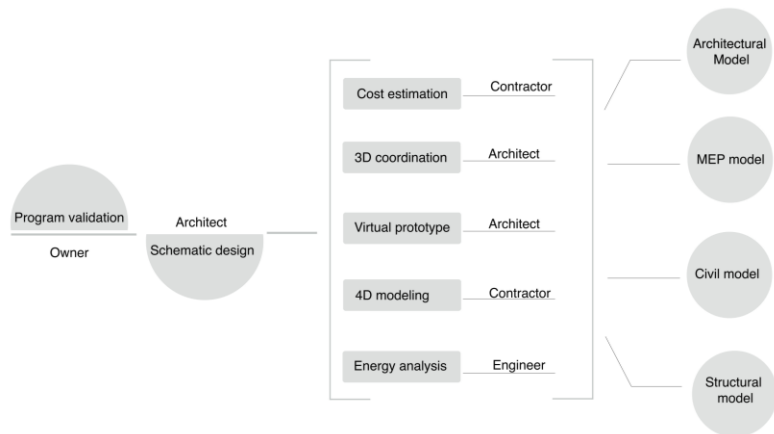 Program validation
Owner
Architect
Schematic design
Cost estimation
Contractor
3D coordination
Architect
Virtual prototype
Architect
4D modeling
Contractor
Energy analysis
Engineer
Architectural
Model
MEP model
Civil model
Structural
model